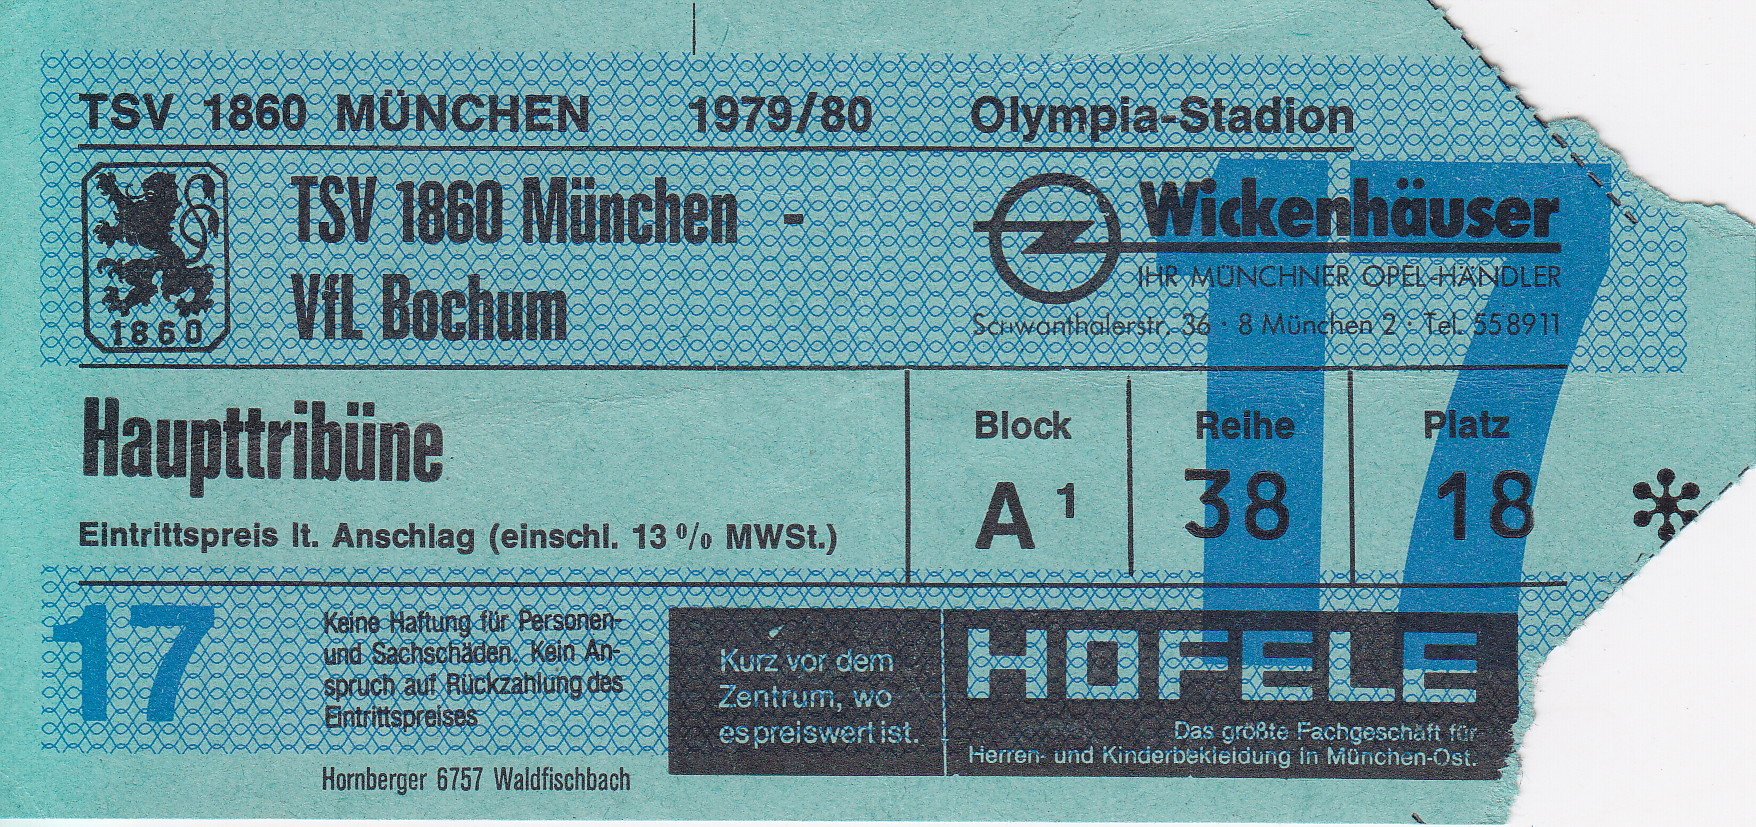 TSV 1860 MÜNCHEN 1979/80 Olympia-Stadion
1860
TSV 1860 München -
VfL Bochum
Wickenhäuser
IHR MÜNCHNER OPEL-HÄNDLER
Schwanthalerstr. 36 · 8 München 2 · Tel. 558911
17
Haupttribüne
Eintrittspreis lt. Anschlag (einschl. 13 % MWSt.)
Block Reihe Platz
A 1 38 18
17
Keine Haftung für Personen-
und Sachschäden. Kein An-
spruch auf Rückzahlung des
Eintrittspreises
Hornberger 6757 Waldfischbach
Kurz vor dem
Zentrum, wo
es preiswert ist.
HOFELE
Das größte Fachgeschäft für
Herren- und Kinderbekleidung in München-Ost.